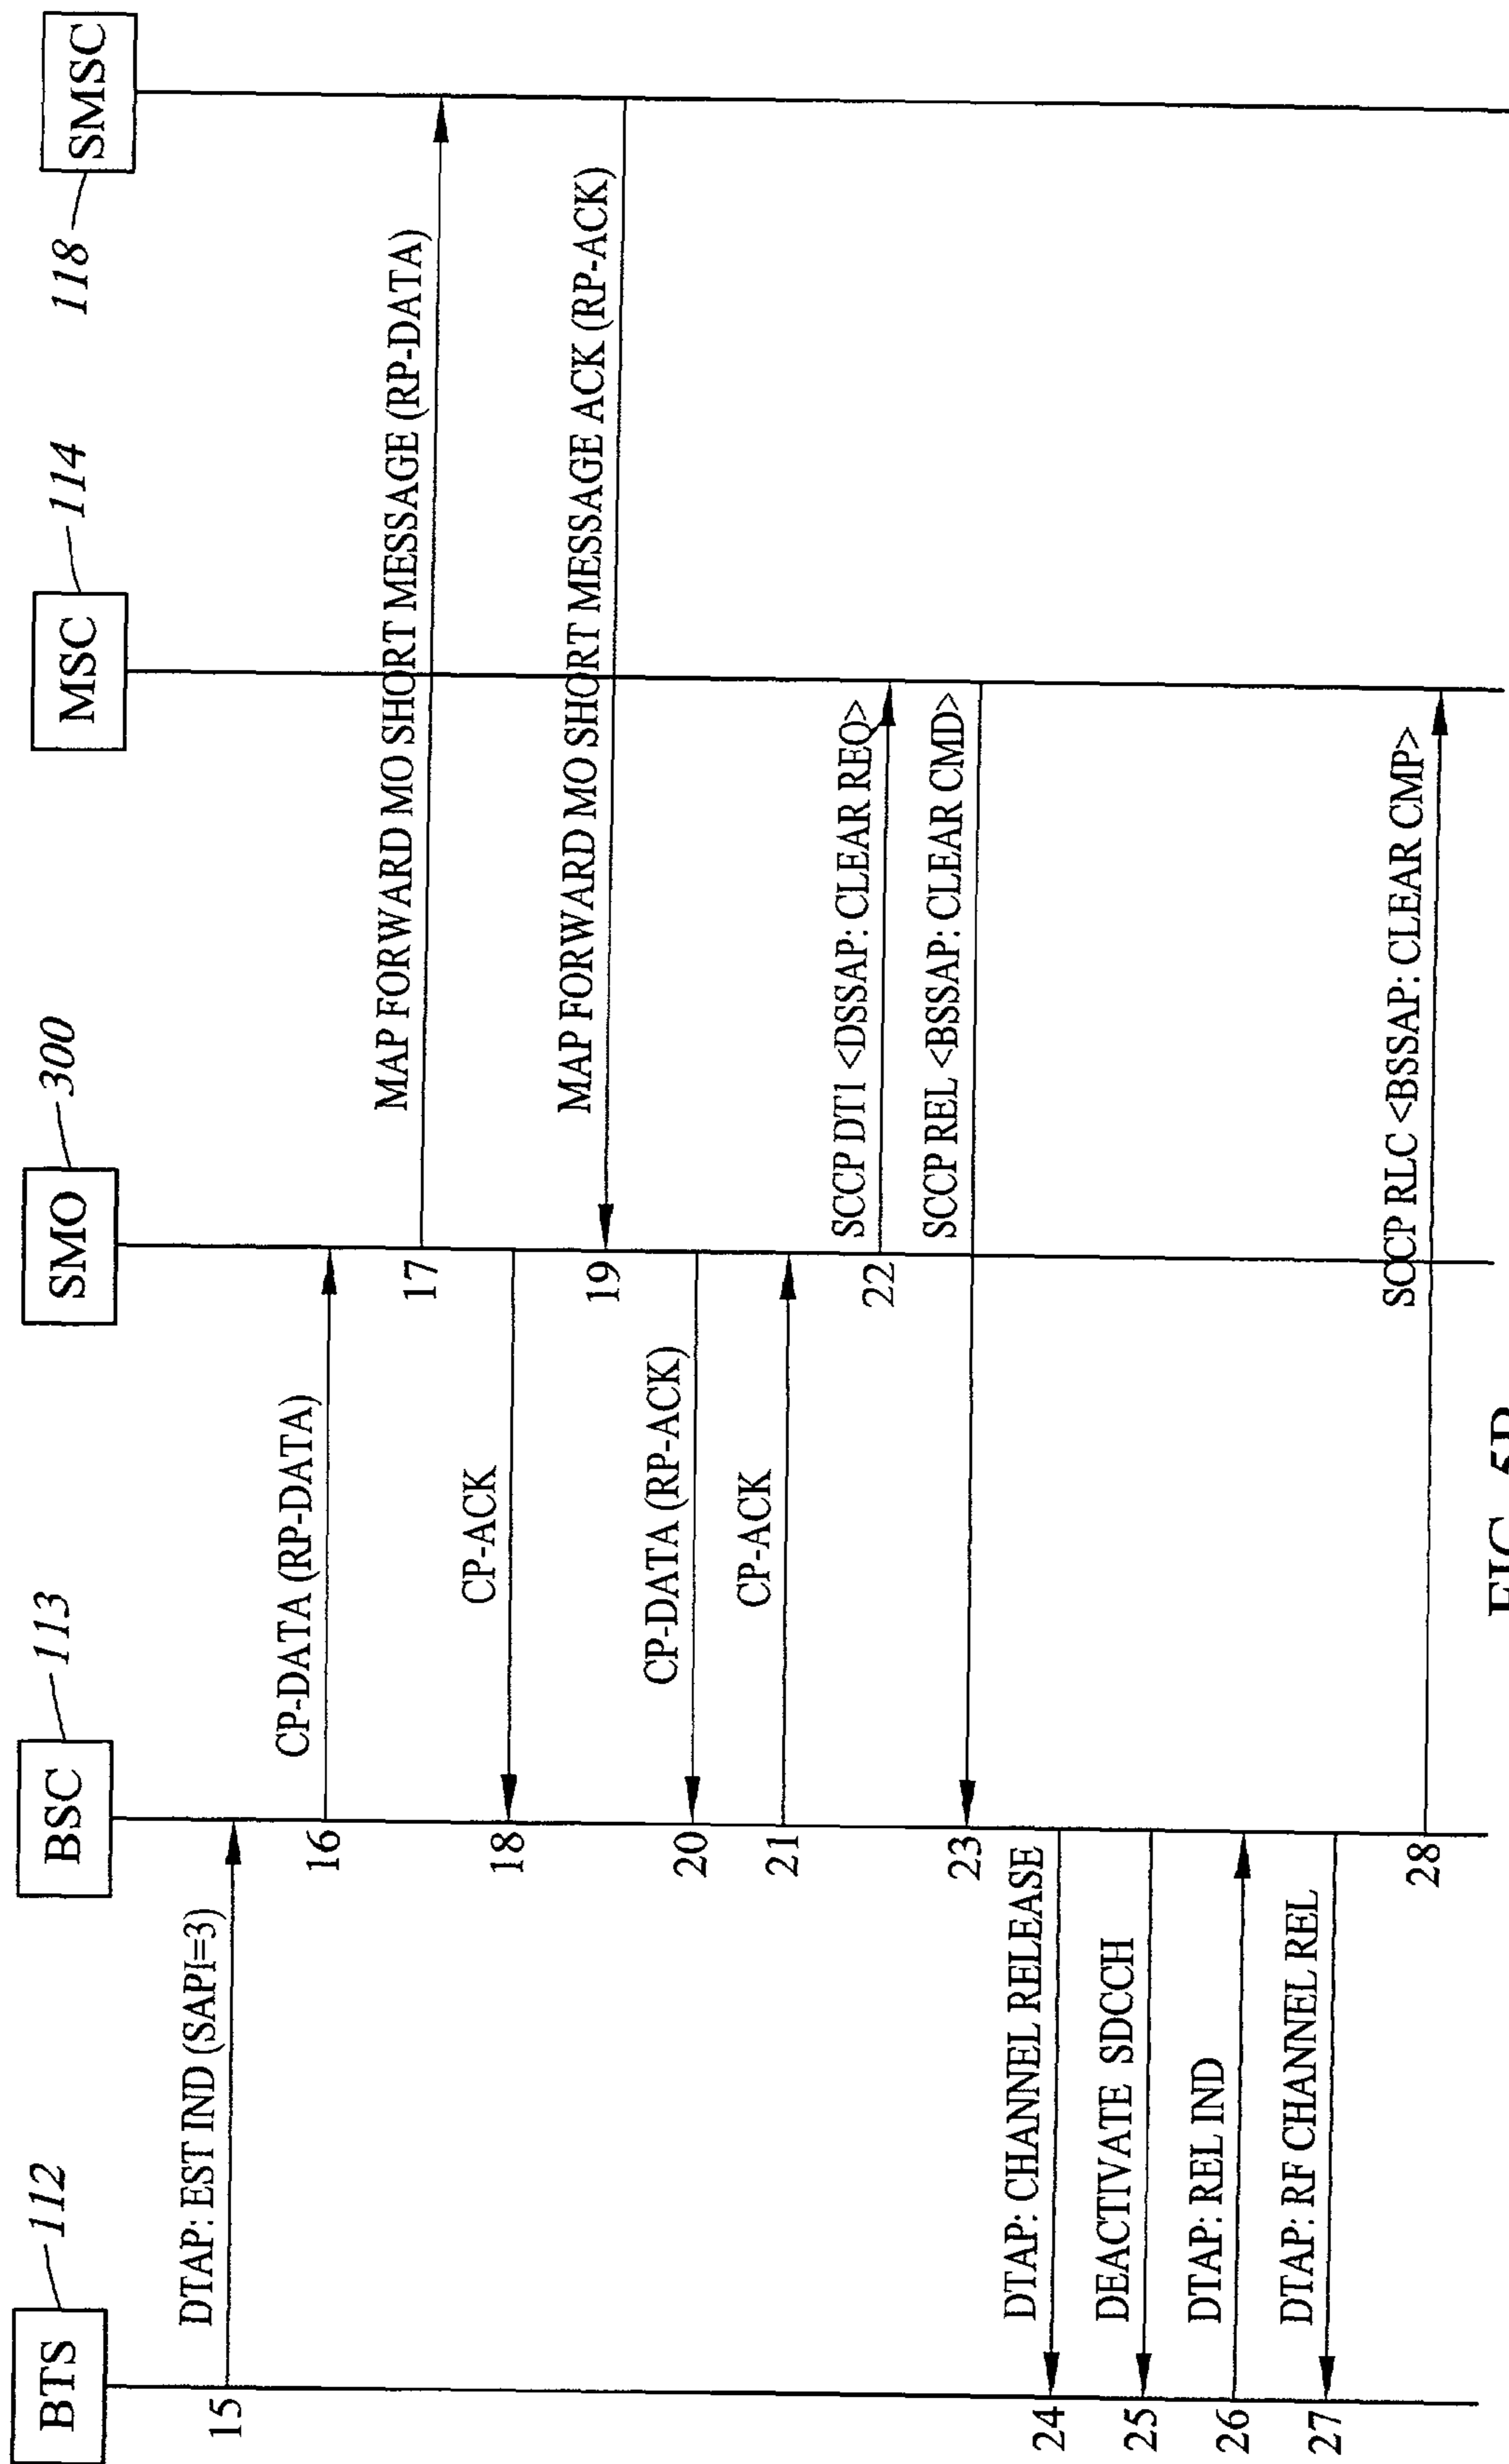 BTS
112
BSC
113
SMO
300
MSC
114
SMSC
118
15
DTAP: EST IND (SAPI=3)
16
CP-DATA (RP-DATA)
17
MAP FORWARD MO SHORT MESSAGE (RP-DATA)
18
CP-ACK
19
MAP FORWARD MO SHORT MESSAGE ACK (RP-ACK)
20
CP-DATA (RP-ACK)
21
CP-ACK
22
SCCP DT1 <DSSAP: CLEAR REQ>
23
SCCP REL <BSSAP: CLEAR CMD>
24
DTAP: CHANNEL RELEASE
25
DEACTIVATE SDCCH
26
DTAP: REL IND
27
DTAP: RF CHANNEL REL
28
SCCP RLC <BSSAP: CLEAR CMP>